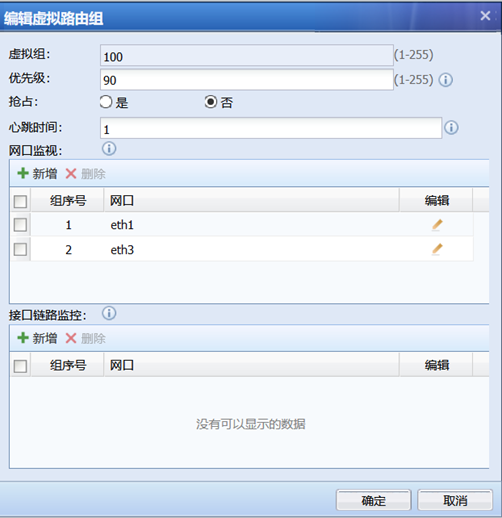 编辑虚拟路由组
虚拟组： 100 (1-255)
优先级： 90 (1-255)
抢占： 是 否
心跳时间： 1
网口监视：
新增 删除
组序号 网口 编辑
1 eth1
2 eth3
接口链路监控：
新增 删除
组序号 网口 编辑
没有可以显示的数据
确定 取消